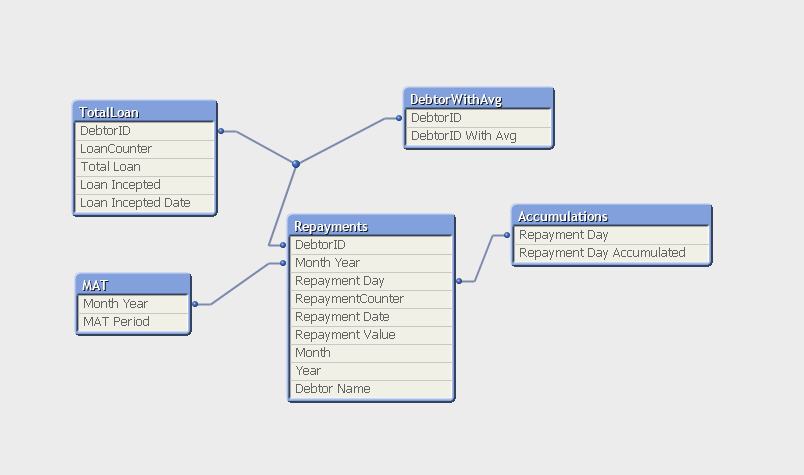 TotalLoan
DebtorID
LoanCounter
Total Loan
Loan Incepted
Loan Incepted Date
DebtorWithAvg
DebtorID
DebtorID With Avg
Repayments
DebtorID
Month Year
Repayment Day
RepaymentCounter
Repayment Date
Repayment Value
Month
Year
Debtor Name
Accumulations
Repayment Day
Repayment Day Accumulated
MAT
Month Year
MAT Period